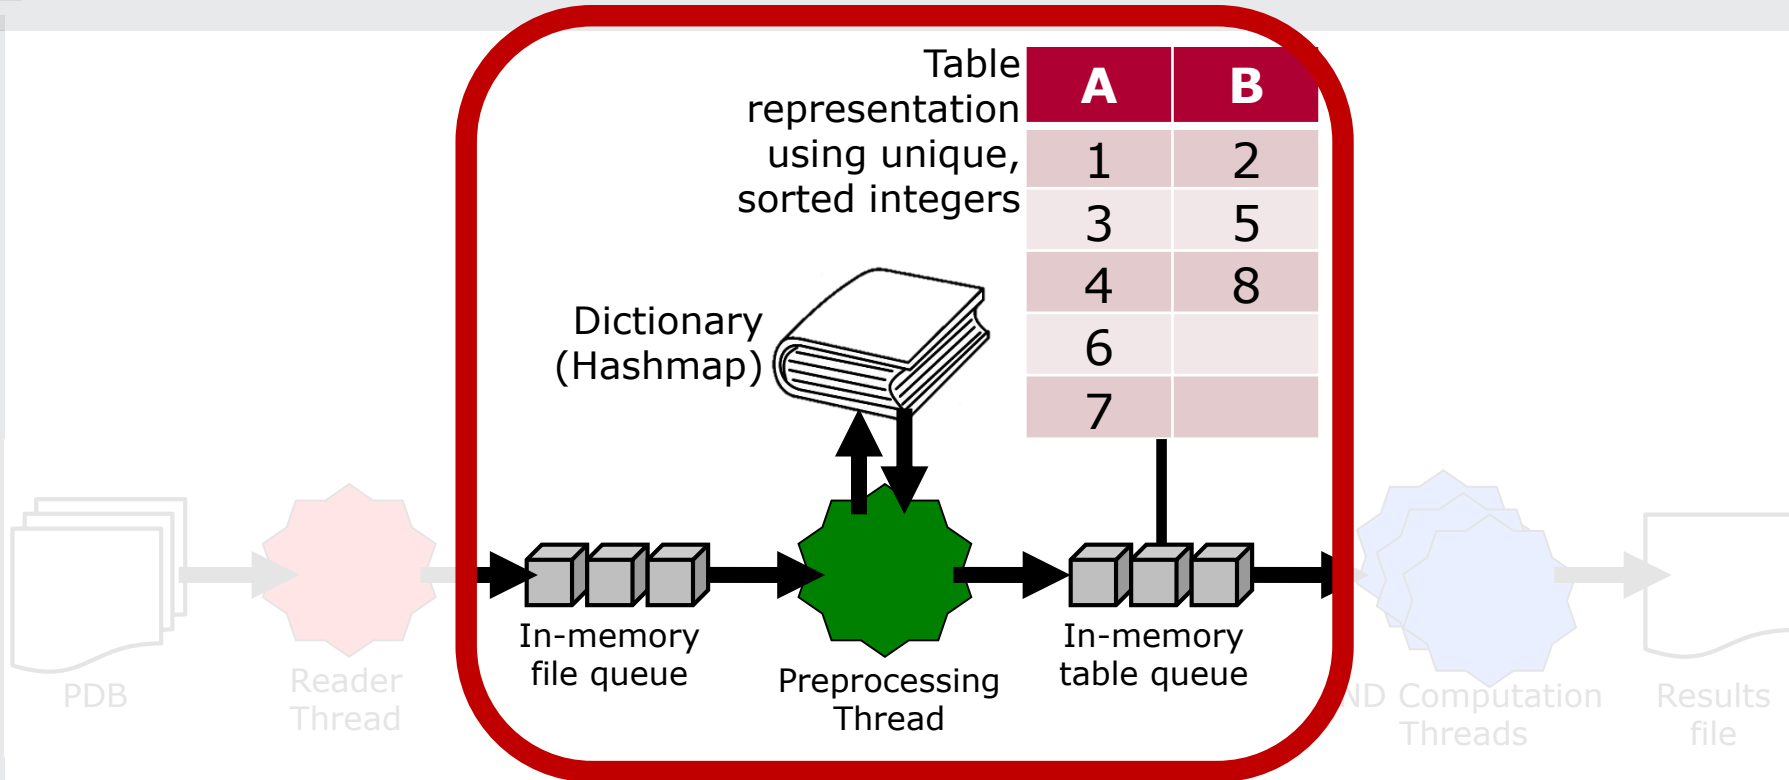 Table
representation
using unique,
sorted integers
A B
1 2
3 5
4 8
6
7
Dictionary
(Hashmap)
In-memory
file queue
Preprocessing
Thread
In-memory
table queue
PDB
Reader
Thread
ND Computation
Threads
Results
file